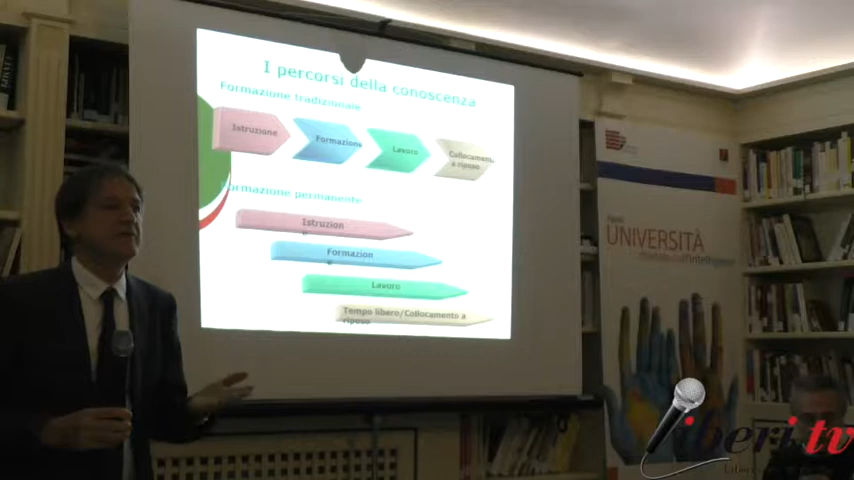 I percorsi della conoscenza
Formazione tradizionale
Istruzione
Formazione
Lavoro
Collocamento
a riposo
Formazione permanente
Istruzion
e
Formazion
e
Lavoro
Tempo libero/Collocamento a
riposo
UNIVERSITÀ
liberi.tv